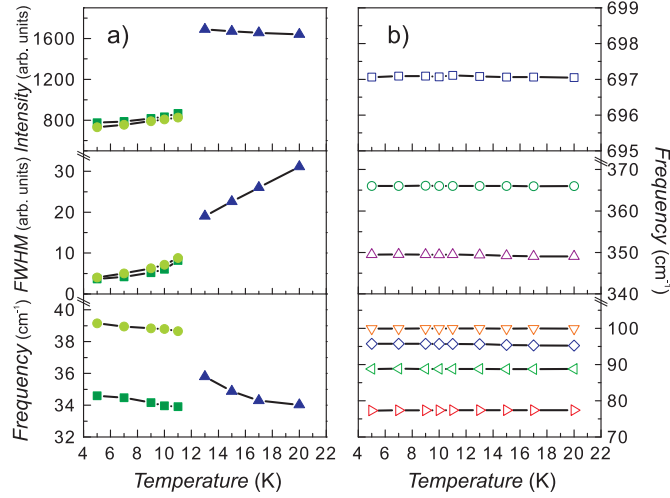 a)
b)
Intensity (arb. units)
1600
800
FWHM (arb. units)
30
20
10
0
Frequency (cm-1)
40
38
36
34
32
4 6 8 10 12 14 16 18 20 22
Temperature (K)
699
698
697
696
695
370
360
350
340
100
90
80
70
Frequency (cm-1)
4 6 8 10 12 14 16 18 20 22
Temperature (K)